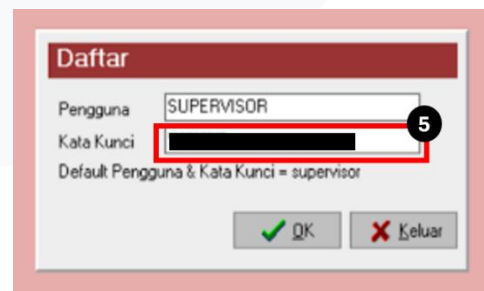 Daftar
Pengguna SUPERVISOR
5
Kata Kunci
Default Pengguna & Kata Kunci = supervisor
OK Keluar